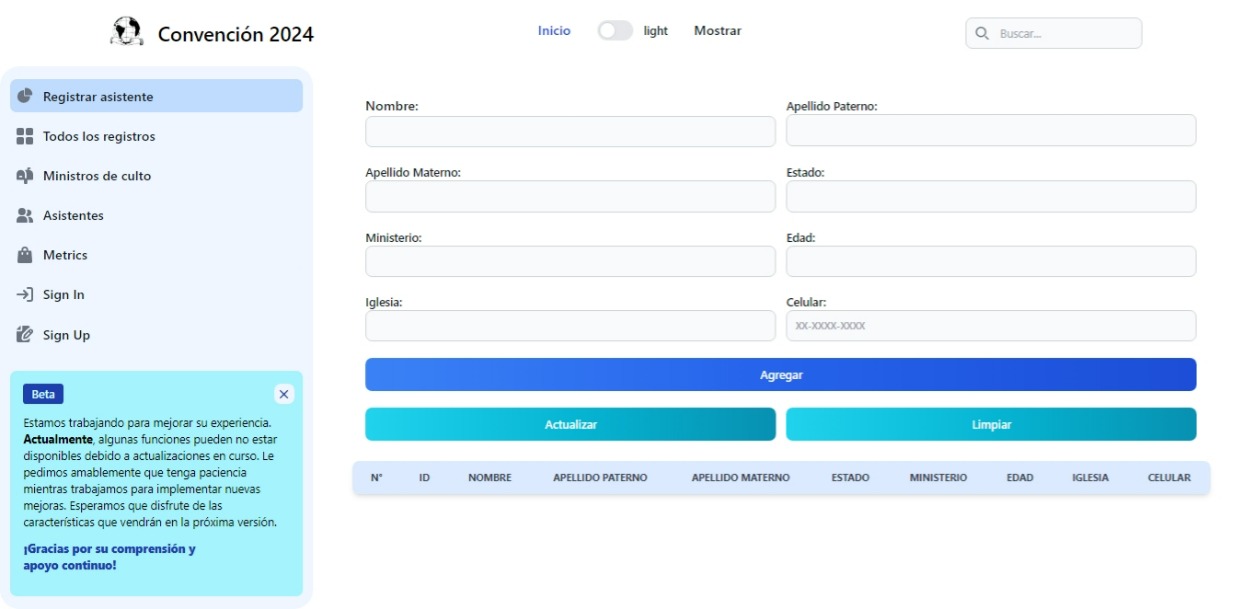 Convención 2024
Inicio light Mostrar
Buscar...
Registrar asistente
Todos los registros
Ministros de culto
Asistentes
Metrics
Sign In
Sign Up
Beta
Estamos trabajando para mejorar su experiencia.
Actualmente, algunas funciones pueden no estar
disponibles debido a actualizaciones en curso. Le
pedimos amablemente que tenga paciencia
mientras trabajamos para implementar nuevas
mejoras. Esperamos que disfrute de las
características que vendrán en la próxima versión.
¡Gracias por su comprensión y
apoyo continuo!
Nombre:
Apellido Paterno:
Apellido Materno:
Estado:
Ministerio:
Edad:
Iglesia:
Celular:
XX-XXXX-XXXX
Agregar
Actualizar
Limpiar
N° ID NOMBRE APELLIDO PATERNO APELLIDO MATERNO ESTADO MINISTERIO EDAD IGLESIA CELULAR